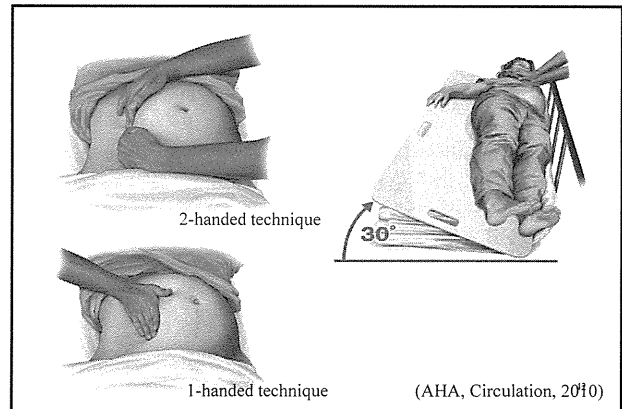 2-handed technique
30°
1-handed technique
(AHA, Circulation, 2010)